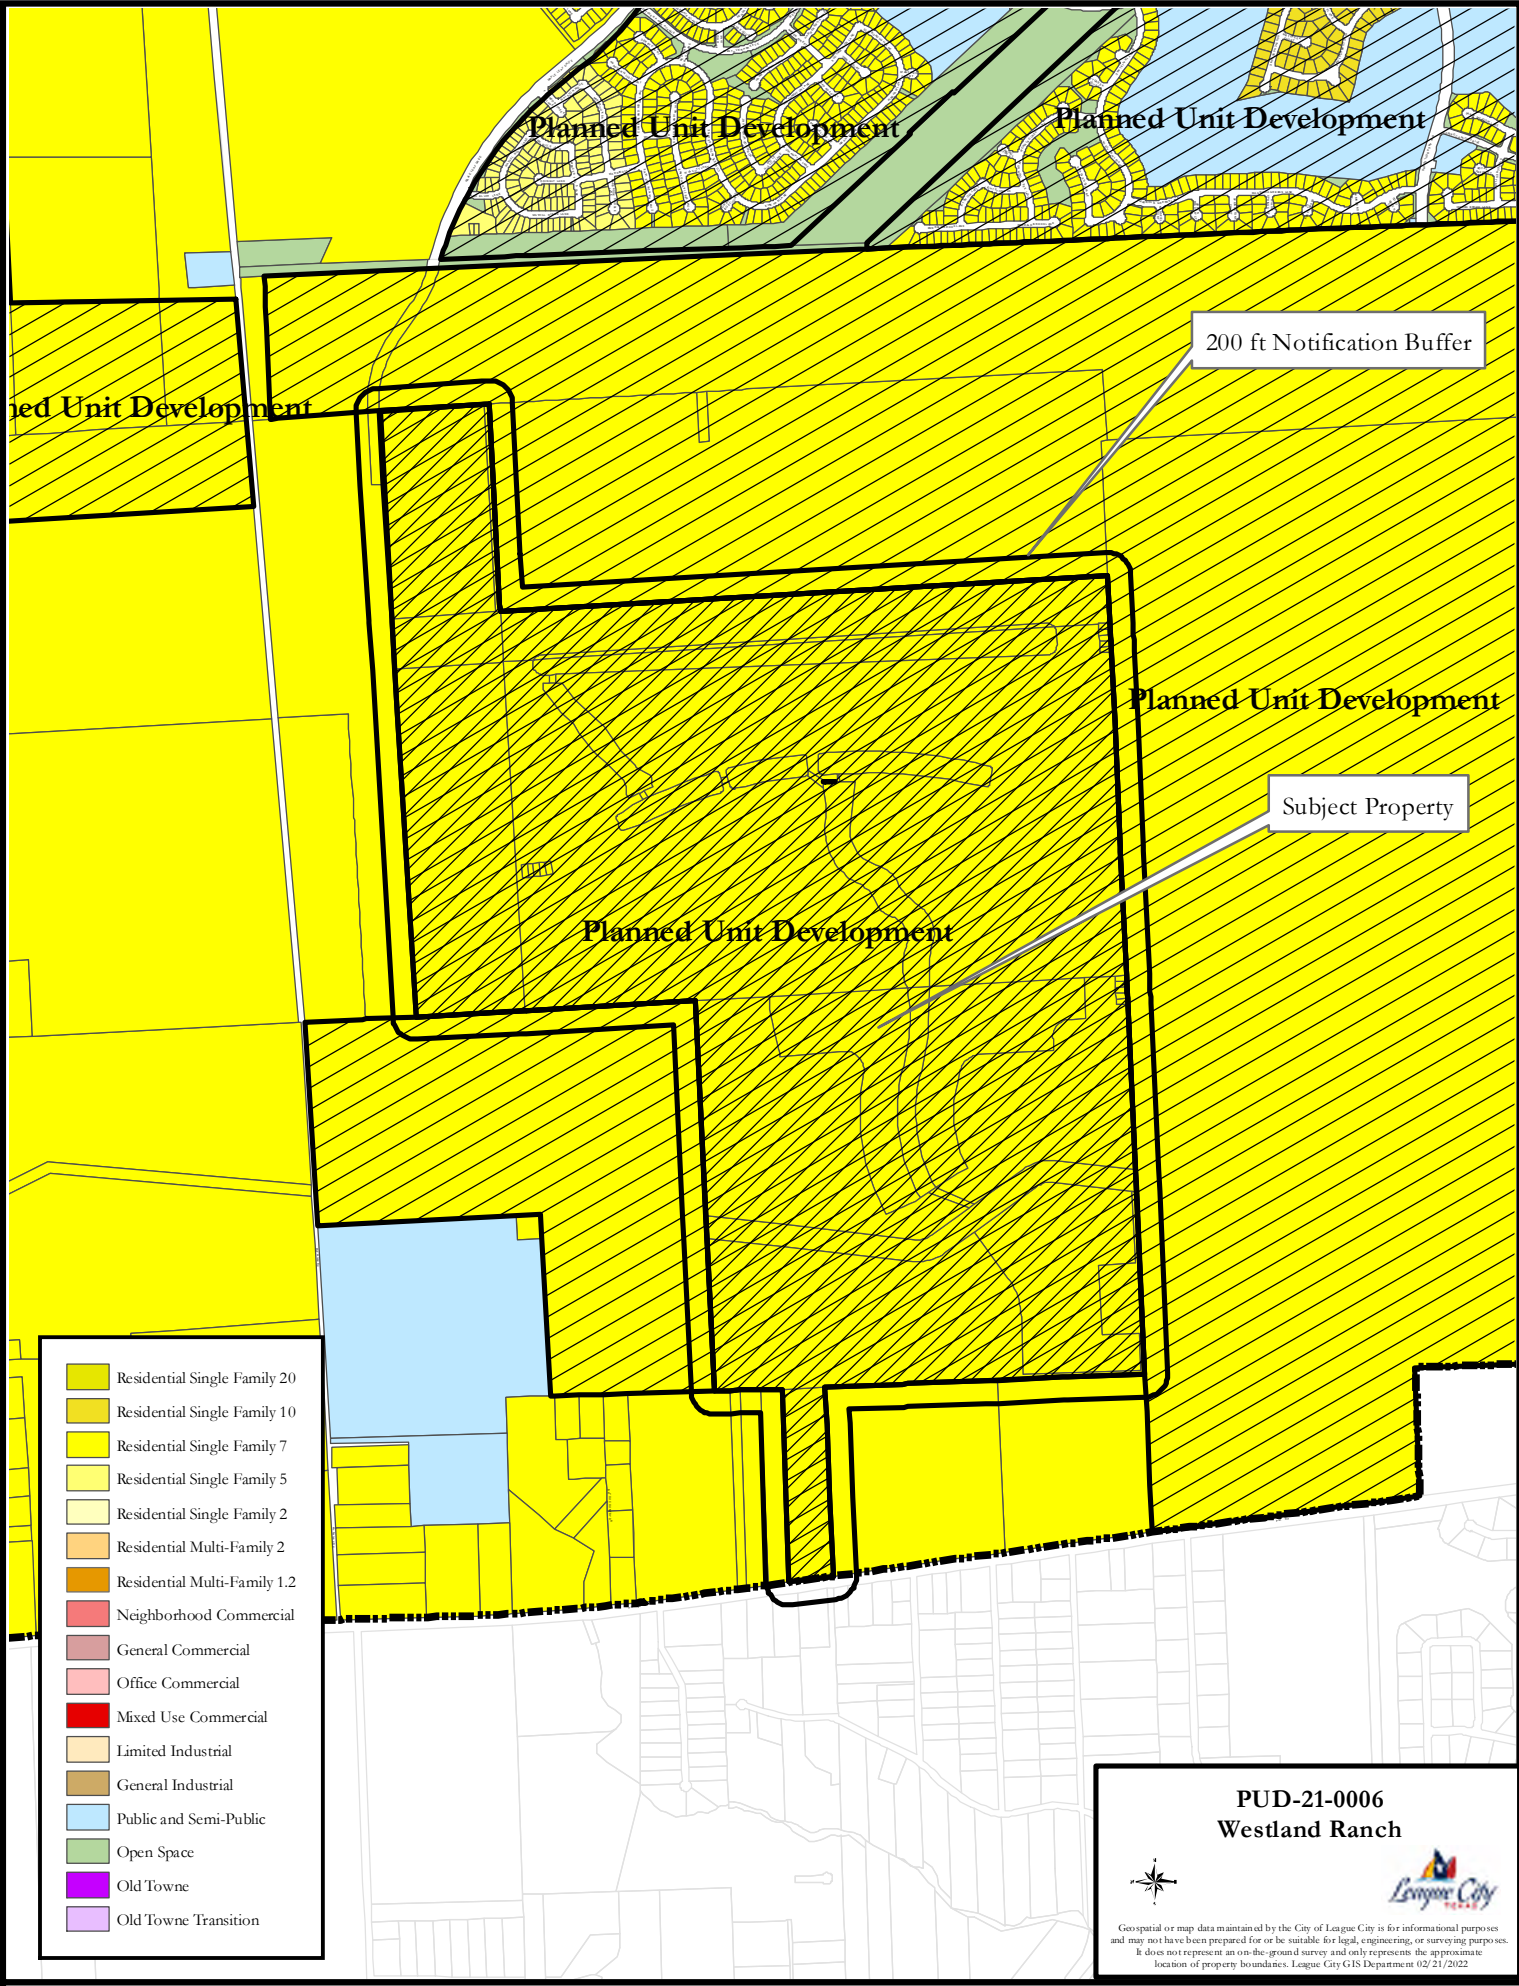 Planned Unit Development
Planned Unit Development
200 ft Notification Buffer
ned Unit Development
Planned Unit Development
Subject Property
Planned Unit Development
Residential Single Family 20
Residential Single Family 10
Residential Single Family 7
Residential Single Family 5
Residential Single Family 2
Residential Multi-Family 2
Residential Multi-Family 1.2
Neighborhood Commercial
General Commercial
Office Commercial
Mixed Use Commercial
Limited Industrial
General Industrial
Public and Semi-Public
Open Space
Old Towne
Old Towne Transition
PUD-21-0006
Westland Ranch
League City
TEXAS
Geospatial or map data maintained by the City of League City is for informational purposes
and may not have been prepared for or be suitable for legal, engineering, or surveying purposes.
It does not represent an on-the-ground survey and only represents the approximate
location of property boundaries. League City GIS Department 02/21/2022